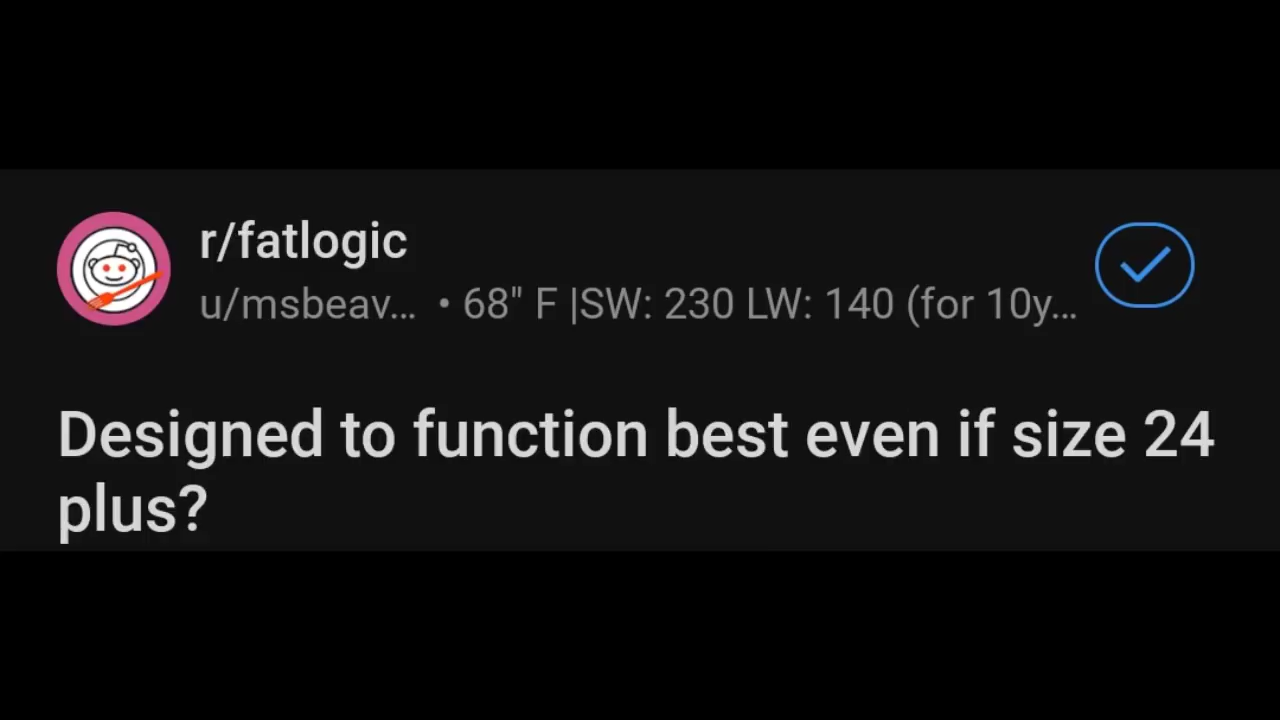 r/fatlogic
u/msbeav... • 68" F |SW: 230 LW: 140 (for 10y...
Designed to function best even if size 24
plus?